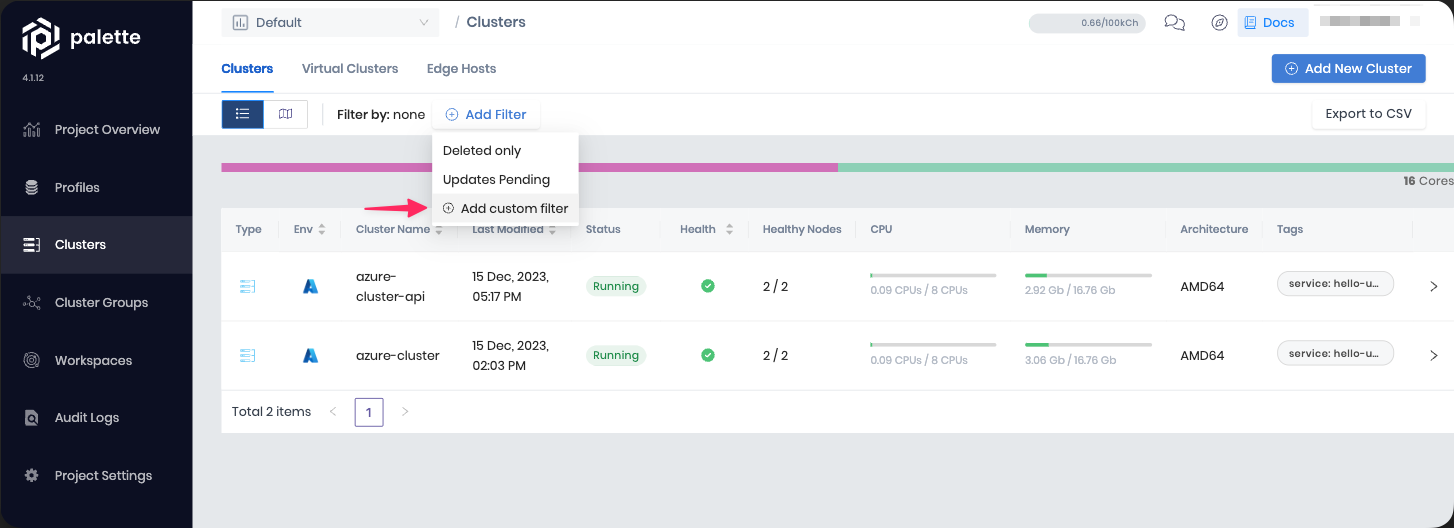 palette
4.1.12
Project Overview
Profiles
Clusters
Cluster Groups
Workspaces
Audit Logs
Project Settings
Default
/ Clusters
0.66/100kCh
Docs
Clusters
Virtual Clusters
Edge Hosts
Add New Cluster
Filter by: none
Add Filter
Export to CSV
Deleted only
Updates Pending
Add custom filter
16 Cores
Type
Env
Cluster Name
Last Modified
Status
Health
Healthy Nodes
CPU
Memory
Architecture
Tags
azure-
cluster-api
15 Dec, 2023,
05:17 PM
Running
2 / 2
0.09 CPUs / 8 CPUs
2.92 Gb / 16.76 Gb
AMD64
service: hello-u...
azure-cluster
15 Dec, 2023,
02:03 PM
Running
2 / 2
0.09 CPUs / 8 CPUs
3.06 Gb / 16.76 Gb
AMD64
service: hello-u...
Total 2 items
1